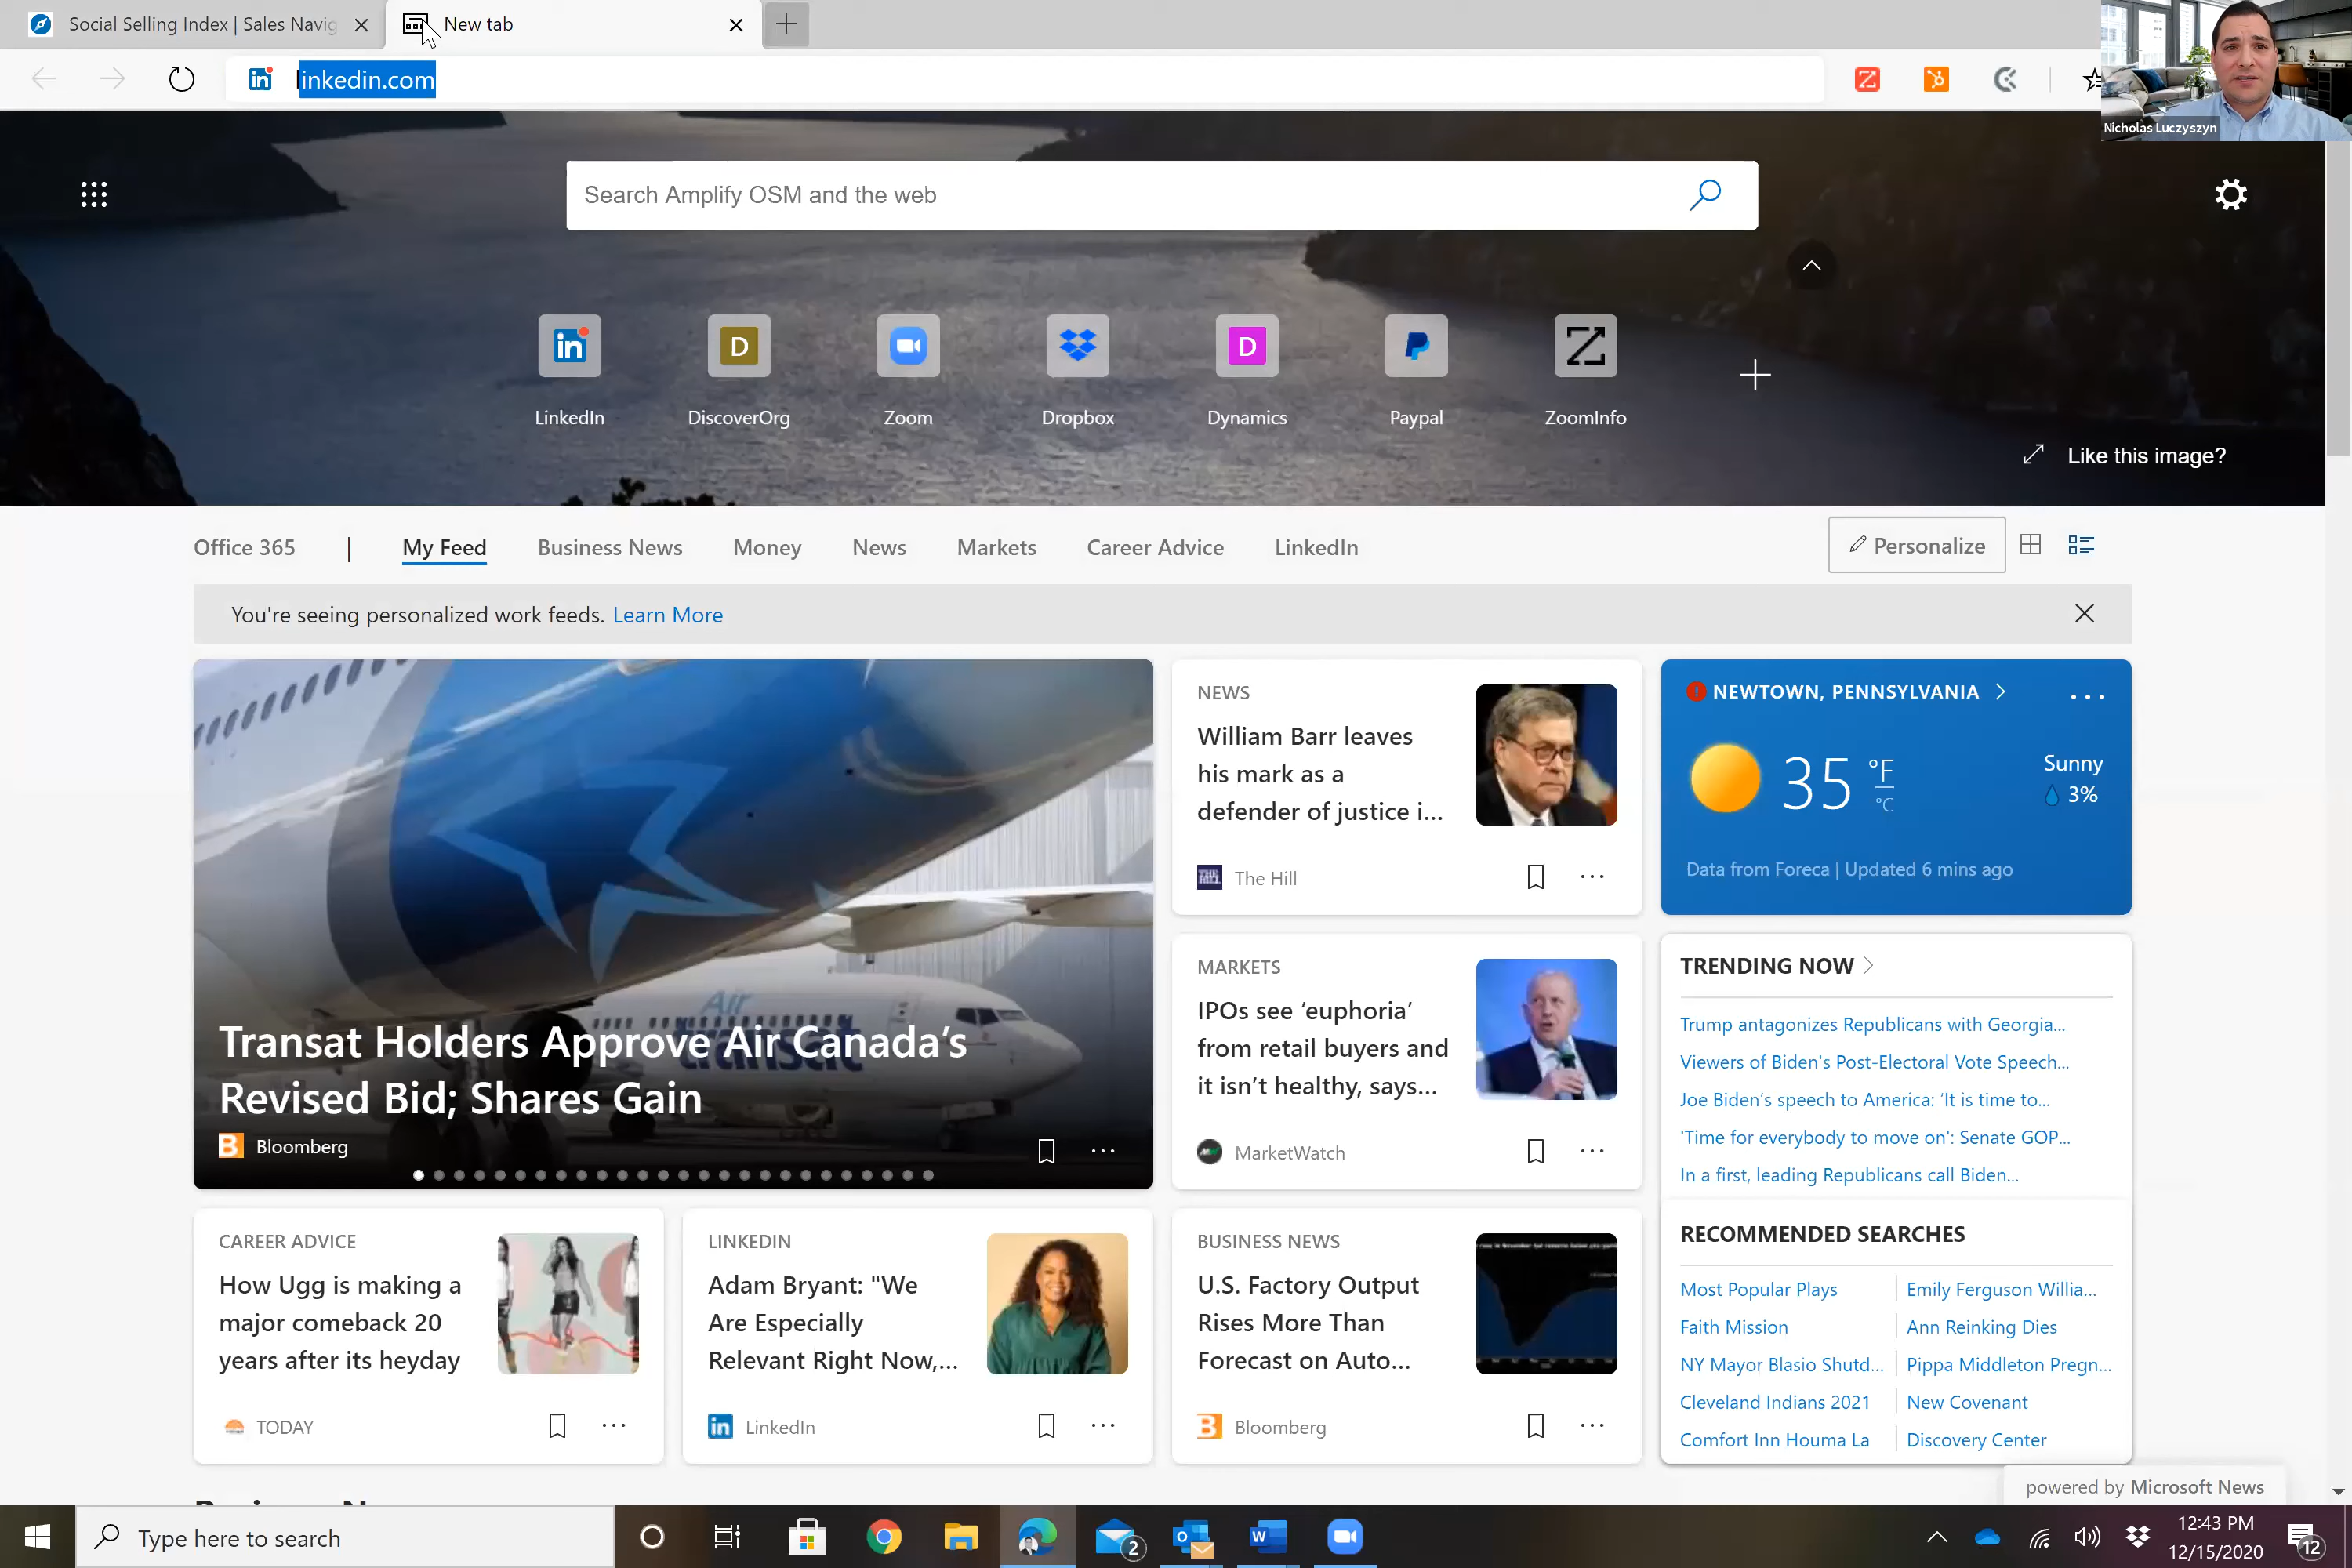 Social Selling Index | Sales Navig
New tab
linkedin.com
Nicholas Luczyszyn
Search Amplify OSM and the web
LinkedIn
DiscoverOrg
Zoom
Dropbox
Dynamics
Paypal
ZoomInfo
Like this image?
Office 365 | My Feed Business News Money News Markets Career Advice LinkedIn
Personalize
You're seeing personalized work feeds. Learn More
Air
transat
Transat Holders Approve Air Canada's
Revised Bid; Shares Gain
Bloomberg
NEWS
William Barr leaves
his mark as a
defender of justice i...
The Hill
NEWTOWN, PENNSYLVANIA
35 °F
°C
Sunny
3%
Data from Foreca | Updated 6 mins ago
MARKETS
IPOs see ‘euphoria’
from retail buyers and
it isn’t healthy, says...
MarketWatch
TRENDING NOW
Trump antagonizes Republicans with Georgia...
Viewers of Biden's Post-Electoral Vote Speech...
Joe Biden’s speech to America: ‘It is time to...
'Time for everybody to move on': Senate GOP...
In a first, leading Republicans call Biden...
CAREER ADVICE
How Ugg is making a
major comeback 20
years after its heyday
TODAY
LINKEDIN
Adam Bryant: "We
Are Especially
Relevant Right Now,...
LinkedIn
BUSINESS NEWS
U.S. Factory Output
Rises More Than
Forecast on Auto...
Bloomberg
RECOMMENDED SEARCHES
Most Popular Plays
Emily Ferguson Willia...
Faith Mission
Ann Reinking Dies
NY Mayor Blasio Shutd...
Pippa Middleton Pregn...
Cleveland Indians 2021
New Covenant
Comfort Inn Houma La
Discovery Center
powered by Microsoft News
Type here to search
2
12:43 PM
12/15/2020
12